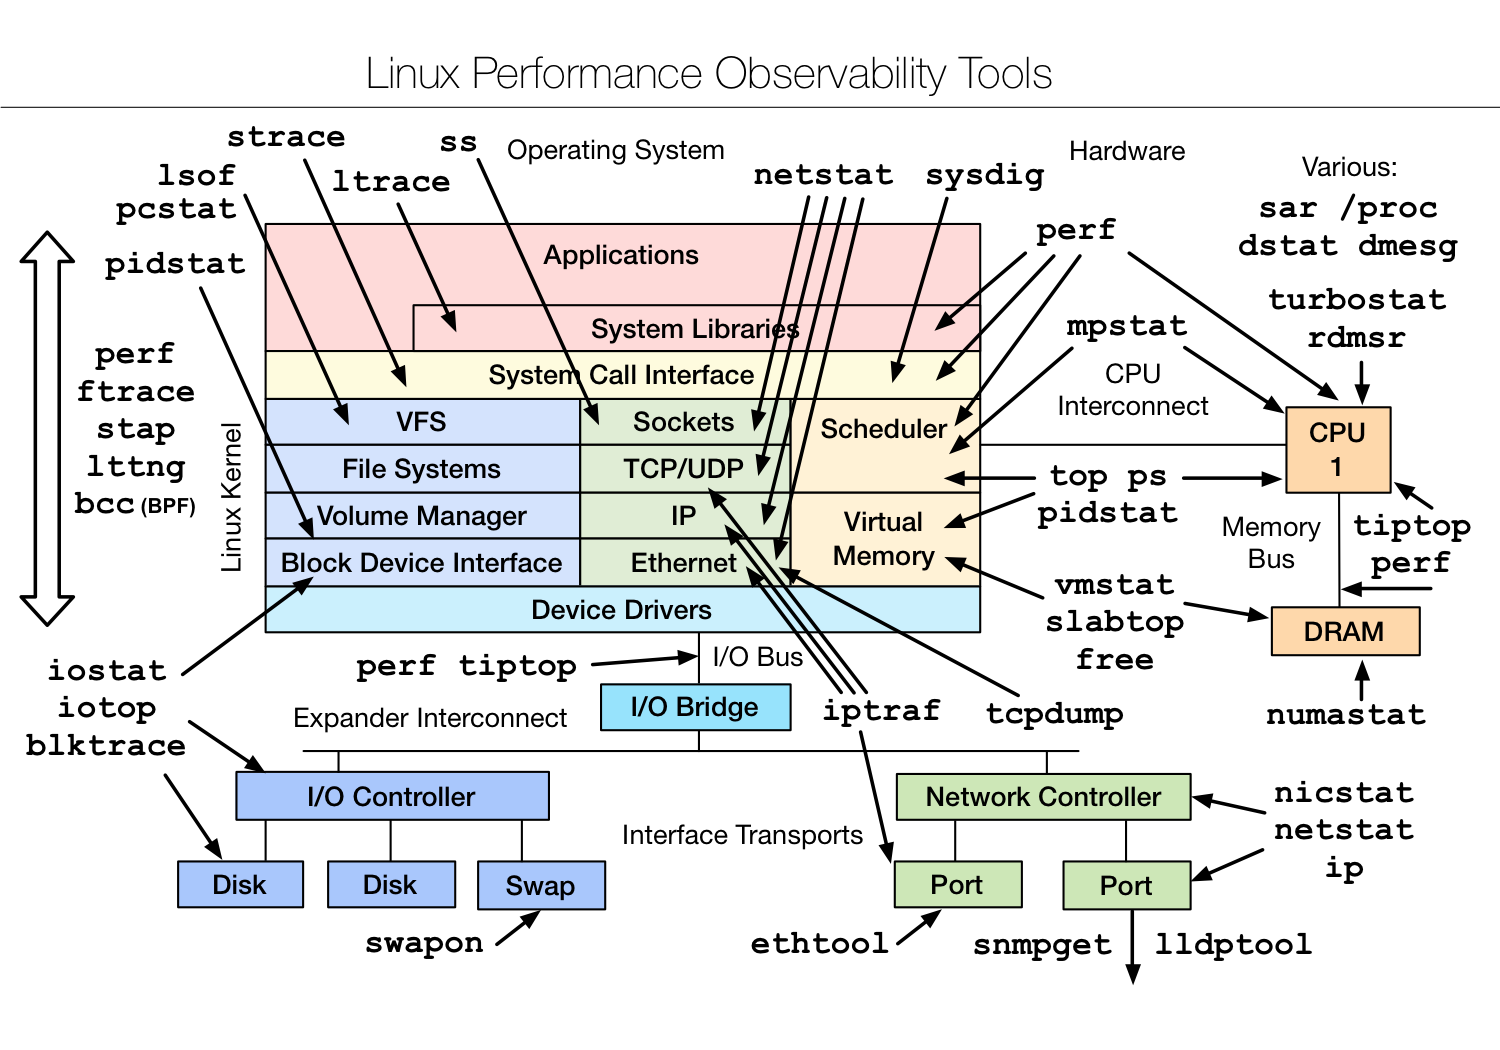 Linux Performance Observability Tools
strace
ss
Operating System
Hardware
Various:
lsof
ltrace
netstat
sysdig
pcstat
sar /proc
dstat dmesg
perf
pidstat
Applications
turbostat
rdmsr
System Libraries
mpstat
perf
ftrace
stap
lttng
bcc (BPF)
Linux Kernel
System Call Interface
CPU
Interconnect
VFS
Sockets
Scheduler
CPU
1
File Systems
TCP/UDP
top ps
pidstat
Volume Manager
IP
Virtual
Memory
Memory
Bus
tiptop
perf
Block Device Interface
Ethernet
vmstat
slabtop
free
Device Drivers
DRAM
iostat
iotop
blktrace
perf tiptop
I/O Bus
I/O Bridge
iptraf
tcpdump
numastat
Expander Interconnect
I/O Controller
Network Controller
nicstat
netstat
ip
Interface Transports
Disk
Disk
Swap
Port
Port
swapon
ethtool
snmpget
lldptool